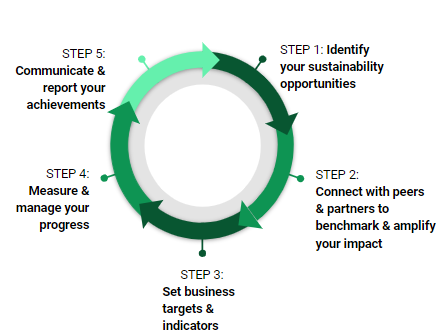 STEP 1: Identify
your sustainability
opportunities
STEP 2:
Connect with peers
& partners to
benchmark & amplify
your impact
STEP 3:
Set business
targets &
indicators
STEP 4:
Measure &
manage your
progress
STEP 5:
Communicate &
report your
achievements